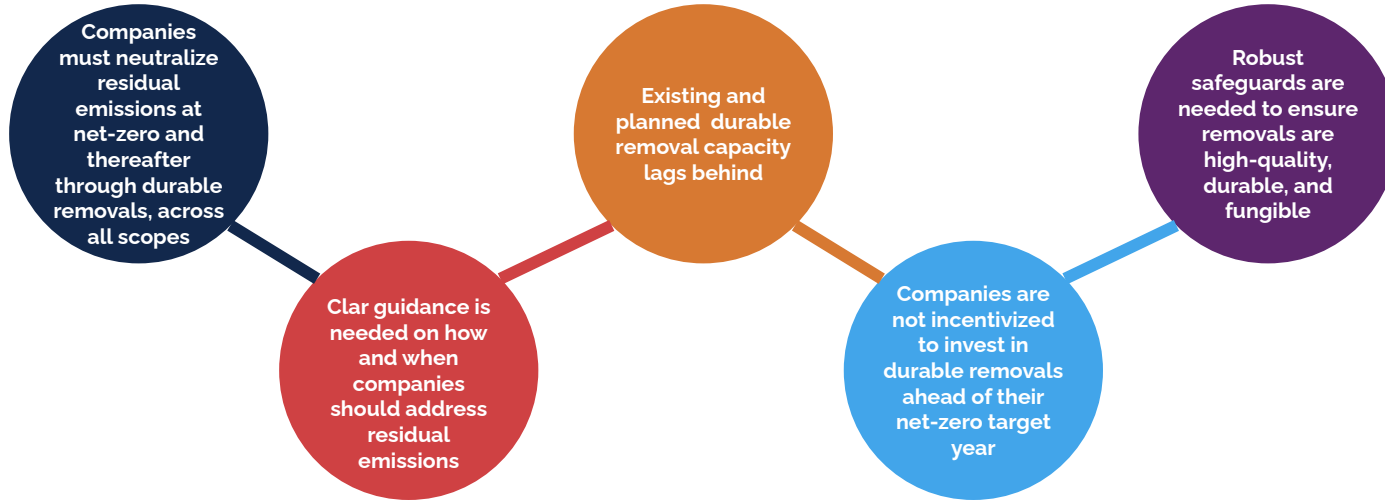 Companies
must neutralize
residual
emissions at
net-zero and
thereafter
through durable
removals, across
all scopes
Clar guidance is
needed on how
and when
companies
should address
residual
emissions
Existing and
planned durable
removal capacity
lags behind
Companies are
not incentivized
to invest in
durable removals
ahead of their
net-zero target
year
Robust
safeguards are
needed to ensure
removals are
high-quality,
durable, and
fungible